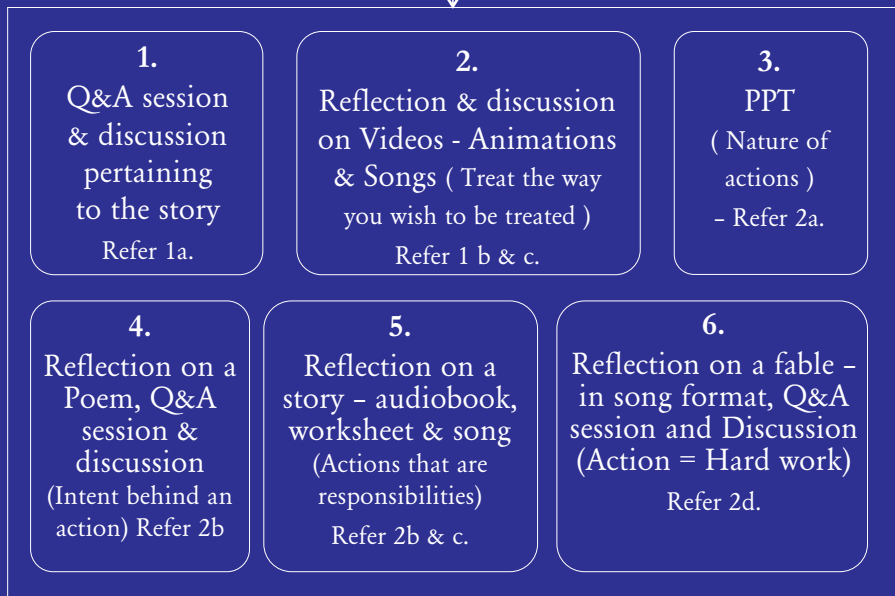 1.
Q&A session
& discussion
pertaining
to the story
Refer 1a.
2.
Reflection & discussion
on Videos - Animations
& Songs ( Treat the way
you wish to be treated )
Refer 1 b & c.
3.
PPT
( Nature of
actions )
– Refer 2a.
4.
Reflection on a
Poem, Q&A
session &
discussion
(Intent behind an
action) Refer 2b
5.
Reflection on a
story – audiobook,
worksheet & song
(Actions that are
responsibilities)
Refer 2b & c.
6.
Reflection on a fable –
in song format, Q&A
session and Discussion
(Action = Hard work)
Refer 2d.